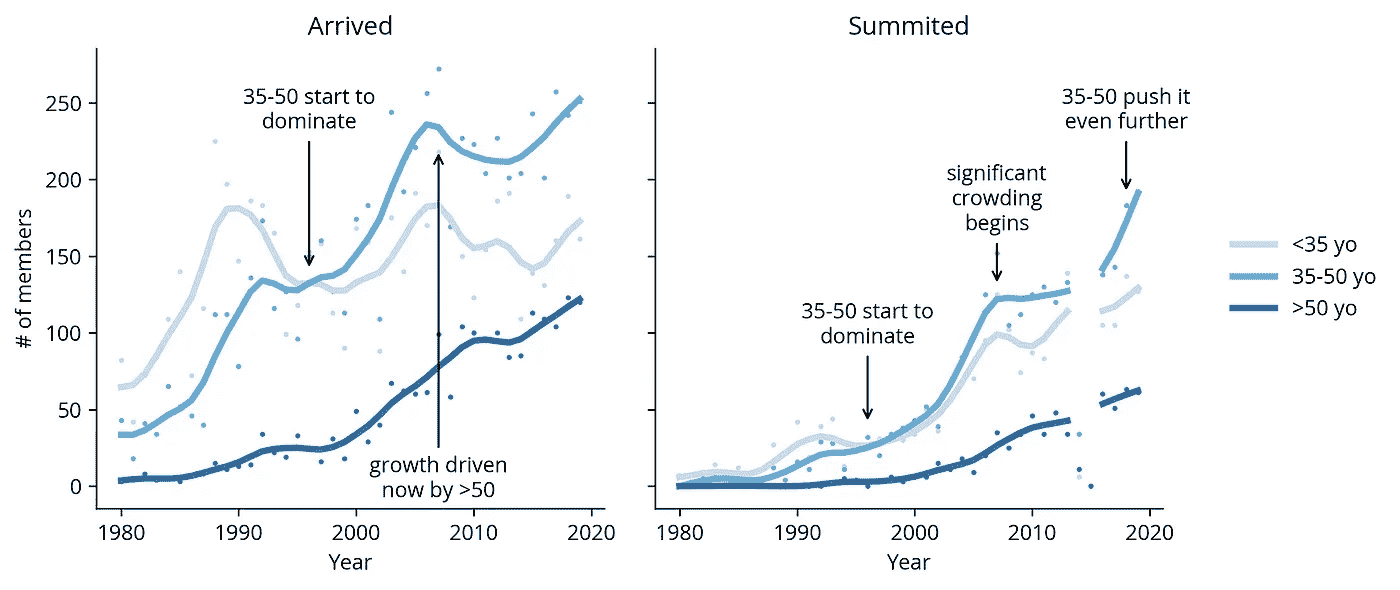 Arrived
Summited
35-50 start to
dominate
growth driven
now by >50
# of members
250
200
150
100
50
0
1980
1990
2000
2010
2020
Year
35-50 start to
dominate
significant
crowding
begins
35-50 push it
even further
1980
1990
2000
2010
2020
Year
<35 yo
35-50 yo
>50 yo